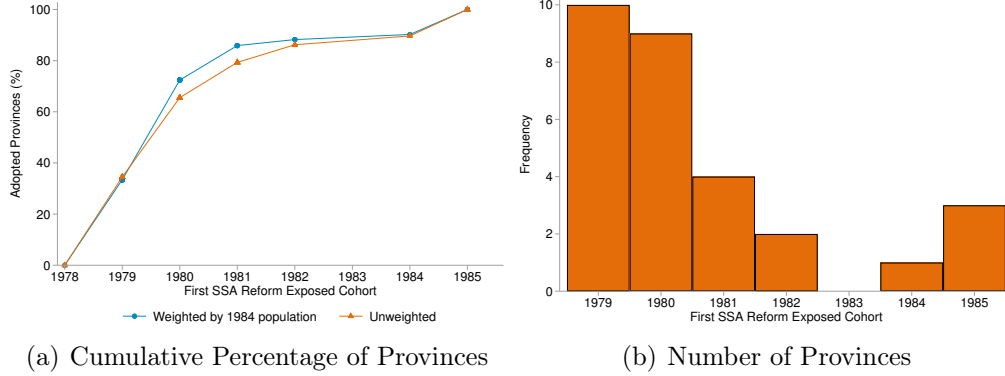 100
80
60
40
20
0
Adopted Provinces (%)
1978 1979 1980 1981 1982 1983 1984 1985
First SSA Reform Exposed Cohort
Weighted by 1984 population Unweighted
(a) Cumulative Percentage of Provinces
10
8
6
4
2
0
Frequency
1979 1980 1981 1982 1983 1984 1985
First SSA Reform Exposed Cohort
(b) Number of Provinces